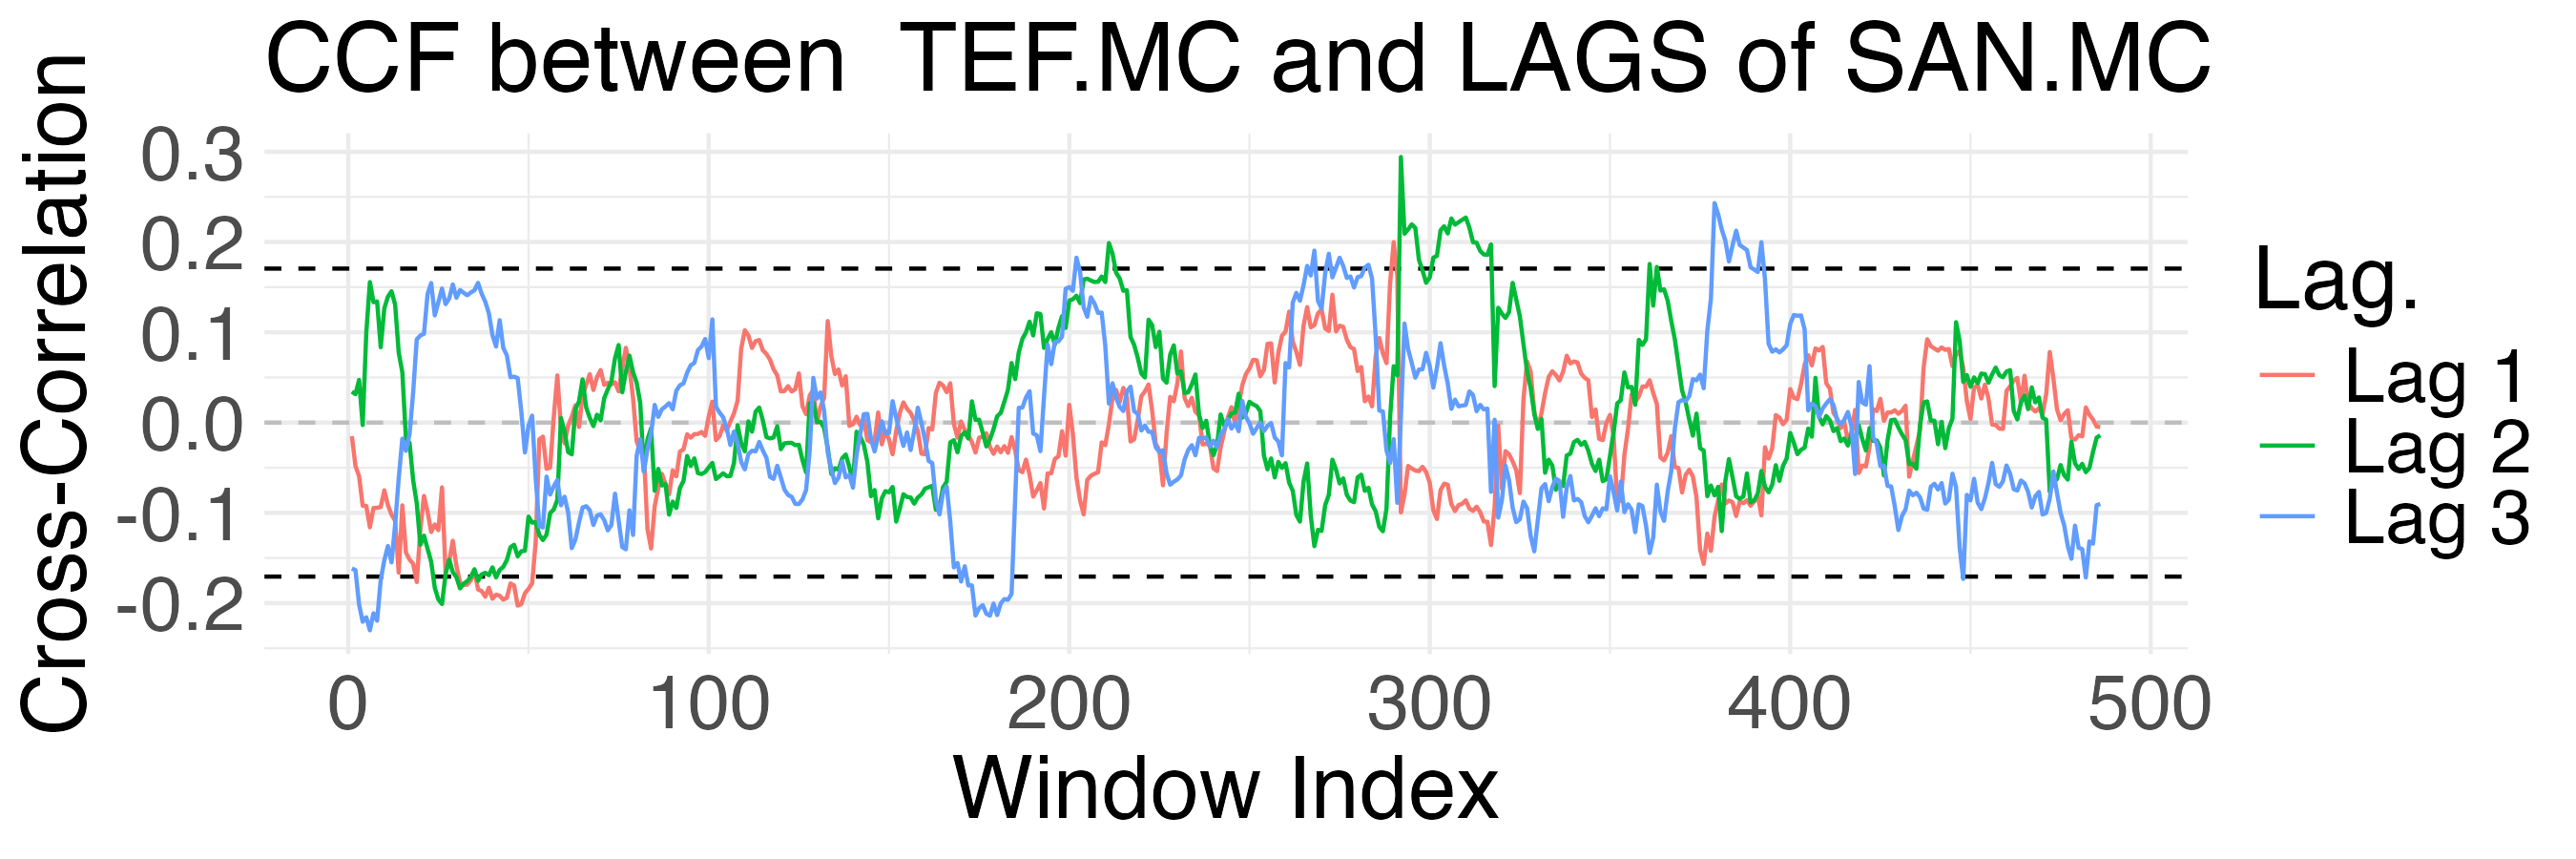 CCF between  TEF.MC and LAGS of SAN.MC
Cross-Correlation
0.3
0.2
0.1
0.0
-0.1
-0.2
0 100 200 300 400 500
Window Index
Lag.
Lag 1
Lag 2
Lag 3